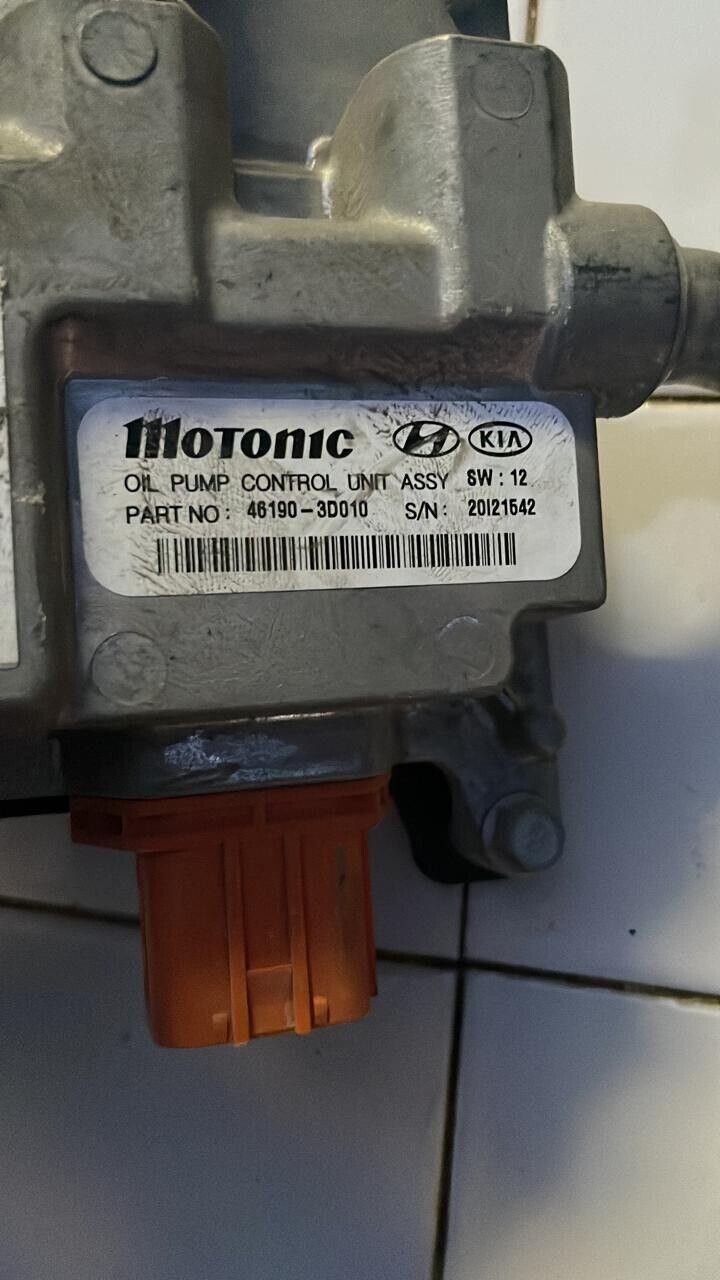 MOTONIC KIA
OIL PUMP CONTROL UNIT ASSY SW : 12
PART NO : 46190-3D010 S/N : 20I21542